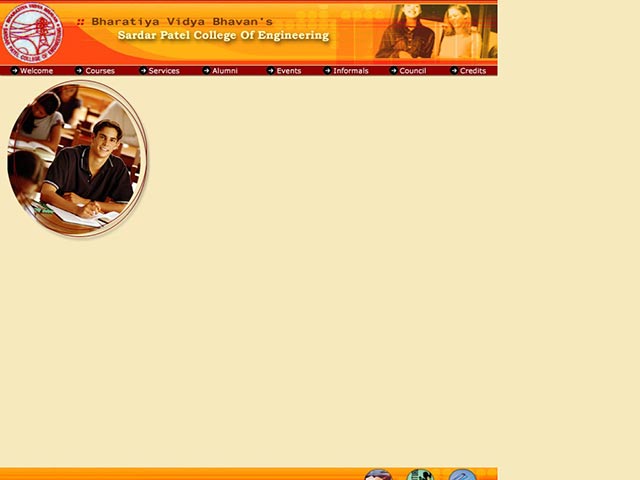 :: Bharatiya Vidya Bhavan's
Sardar Patel College Of Engineering
Welcome Courses Services Alumni Events Informals Council Credits